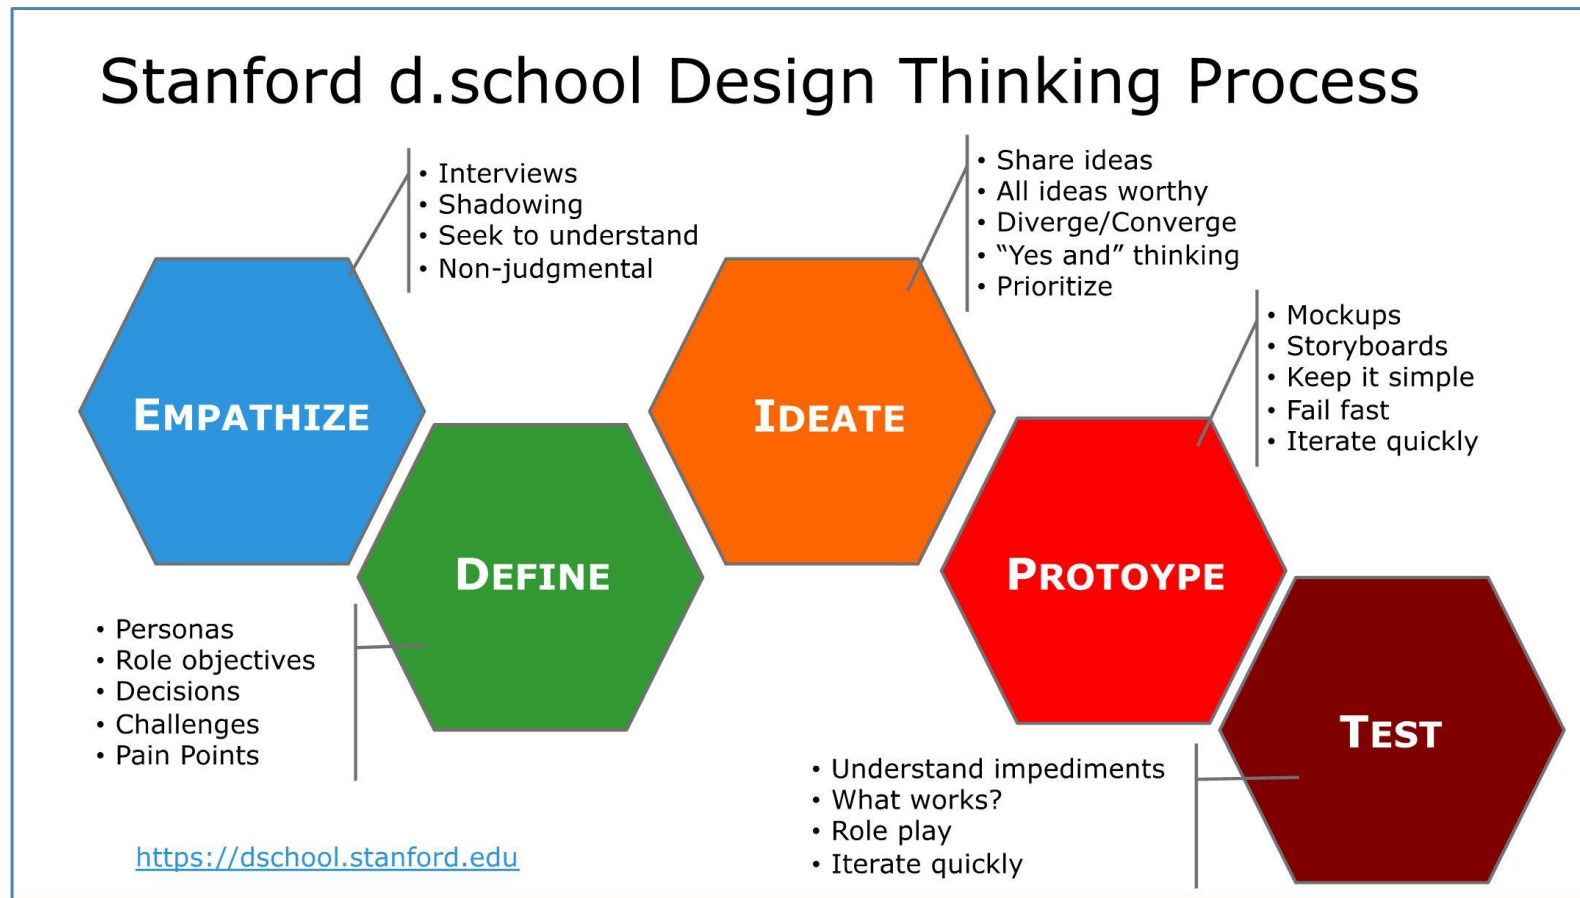 Stanford d.school Design Thinking Process
• Interviews
• Shadowing
• Seek to understand
• Non-judgmental
• Share ideas
• All ideas worthy
• Diverge/Converge
• “Yes and” thinking
• Prioritize
• Mockups
• Storyboards
• Keep it simple
• Fail fast
• Iterate quickly
EMPATHIZE
IDEATE
DEFINE
PROTOYPE
• Personas
• Role objectives
• Decisions
• Challenges
• Pain Points
TEST
• Understand impediments
• What works?
• Role play
• Iterate quickly
https://dschool.stanford.edu